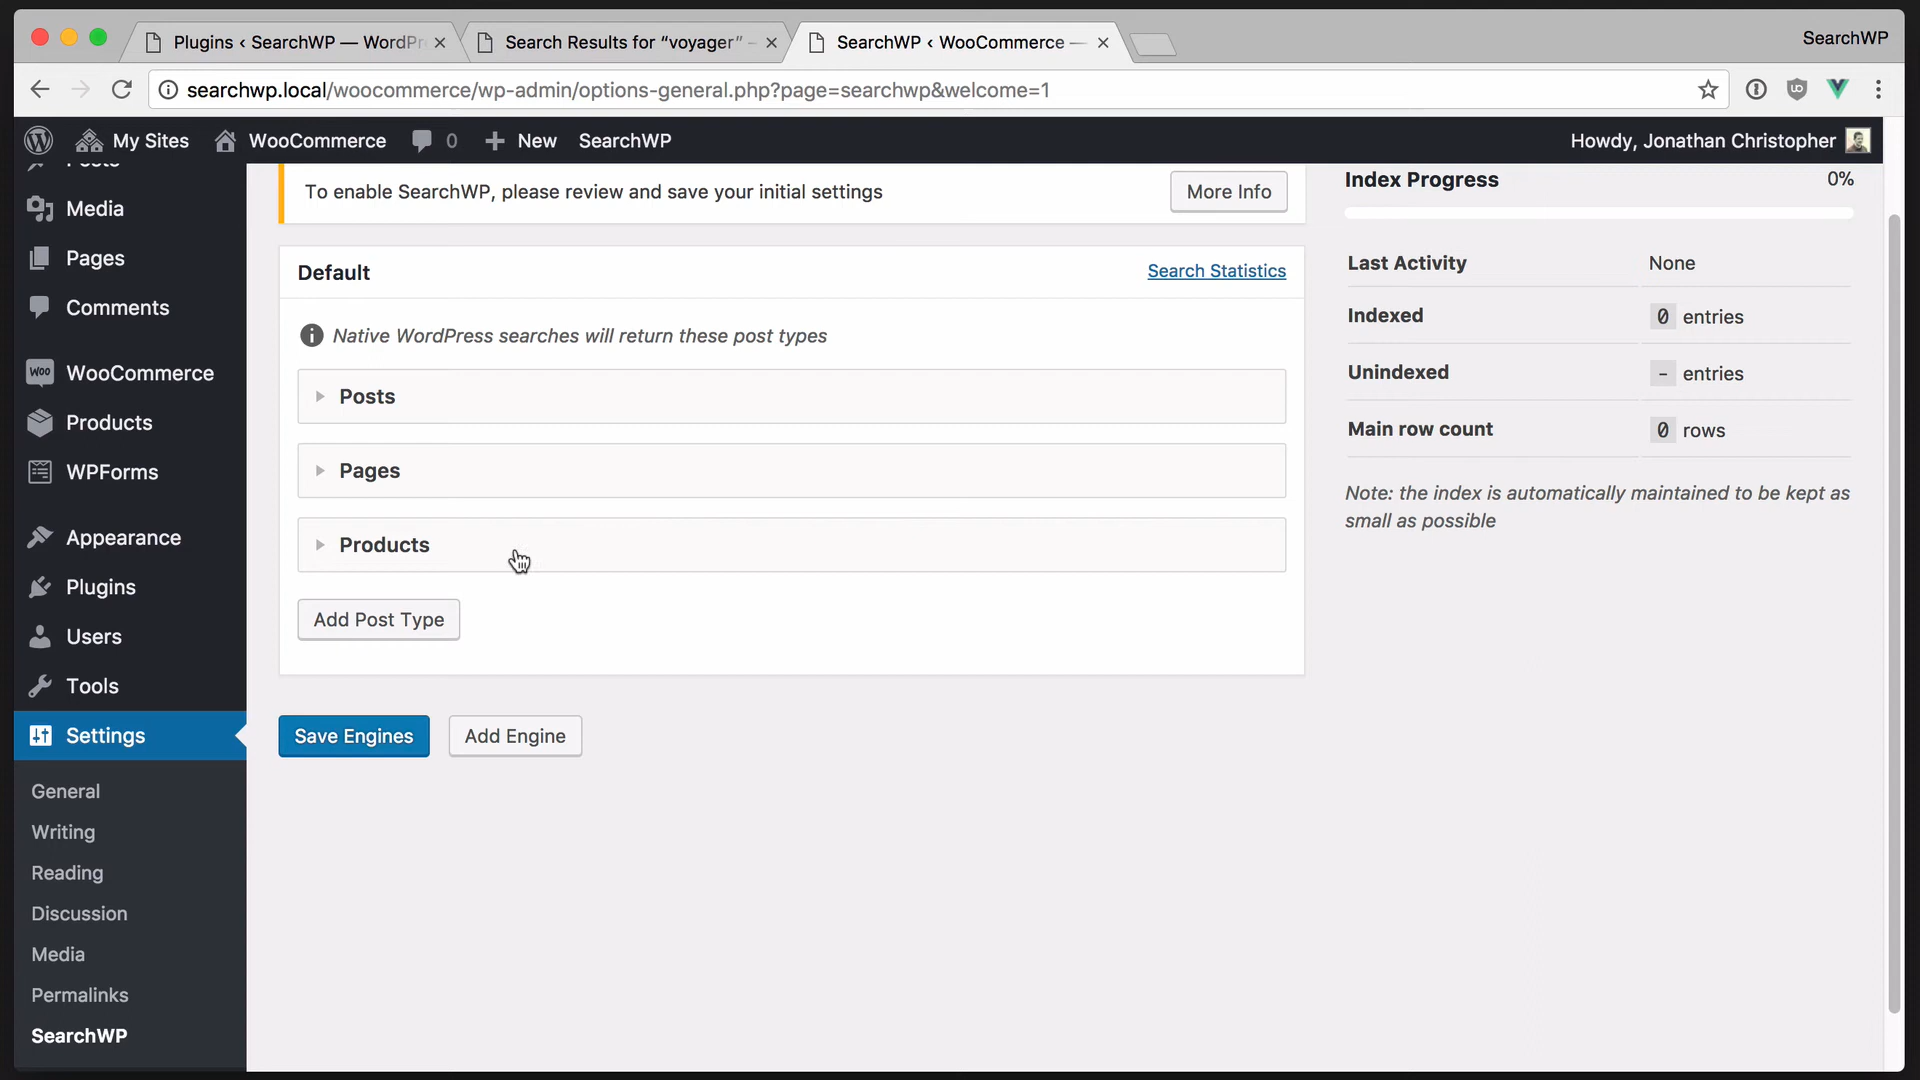 Plugins ‹ SearchWP — WordPr
Search Results for “voyager” –
SearchWP ‹ WooCommerce —
SearchWP
searchwp.local/woocommerce/wp-admin/options-general.php?page=searchwp&welcome=1
My Sites
WooCommerce
0
New
SearchWP
Howdy, Jonathan Christopher
Posts
Media
Pages
Comments
WooCommerce
Products
WPForms
Appearance
Plugins
Users
Tools
Settings
General
Writing
Reading
Discussion
Media
Permalinks
SearchWP
To enable SearchWP, please review and save your initial settings
More Info
Default
Search Statistics
Native WordPress searches will return these post types
Posts
Pages
Products
Add Post Type
Save Engines
Add Engine
Index Progress
0%
Last Activity None
Indexed 0 entries
Unindexed - entries
Main row count 0 rows
Note: the index is automatically maintained to be kept as
small as possible